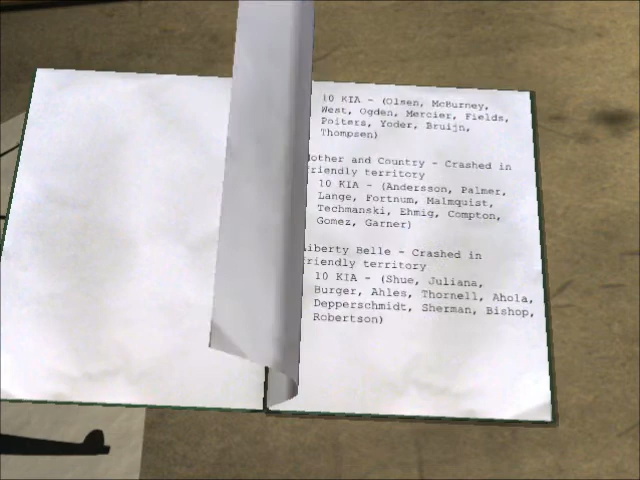 10 KIA - (Olsen, McBurney,
West, Ogden, Mercier, Fields,
Poiters, Yoder, Bruijn,
Thompsen)
other and Country - Crashed in
friendly territory
10 KIA - (Andersson, Palmer,
Lange, Fortnum, Malmquist,
Techmanski, Ehmig, Compton,
Gomez, Garner)
iberty Belle - Crashed in
friendly territory
10 KIA - (Shue, Juliana,
Burger, Ahles, Thornell, Ahola,
Depperschmidt, Sherman, Bishop,
Robertson)